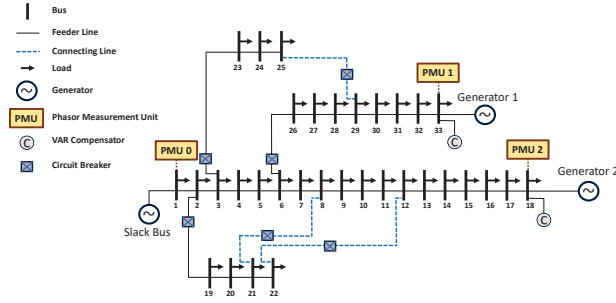 Bus
Feeder Line
Connecting Line
Load
Generator
PMU Phasor Measurement Unit
C VAR Compensator
Circuit Breaker
23 24 25
PMU 1
Generator 1
26 27 28 29 30 31 32 33
C
PMU 0
PMU 2
Generator 2
1 2 3 4 5 6 7 8 9 10 11 12 13 14 15 16 17 18
C
Slack Bus
19 20 21 22